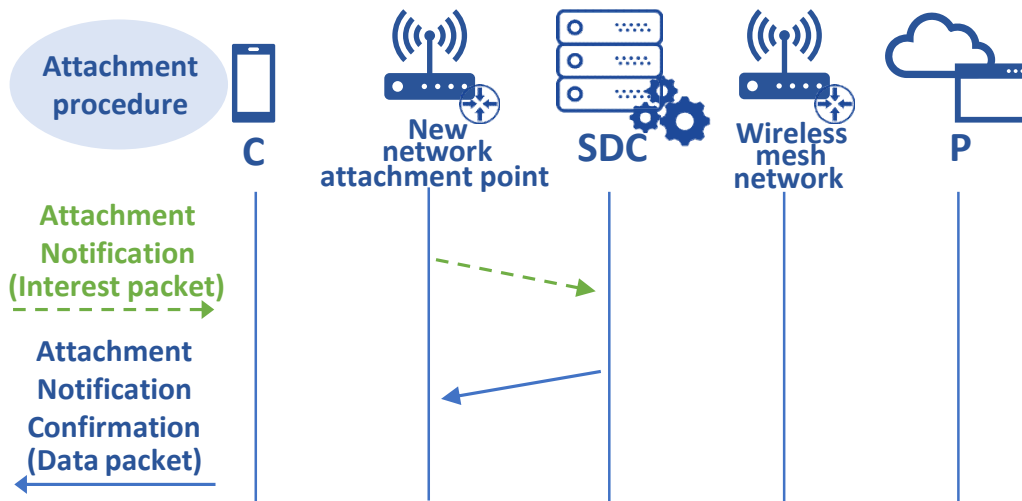 Attachment
procedure
C
New
network
attachment point
SDC
Wireless
mesh
network
P
Attachment
Notification
(Interest packet)
Attachment
Notification
Confirmation
(Data packet)